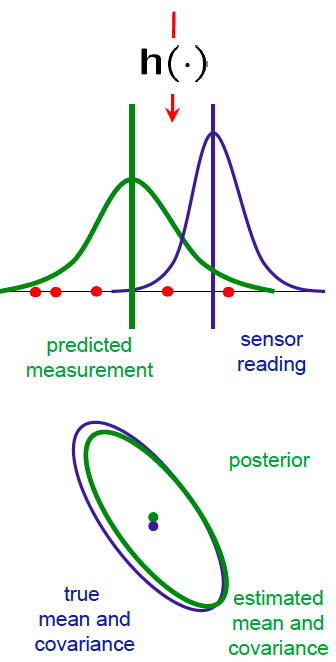 h(·)
predicted
measurement
sensor
reading
posterior
true
mean and
covariance
estimated
mean and
covariance